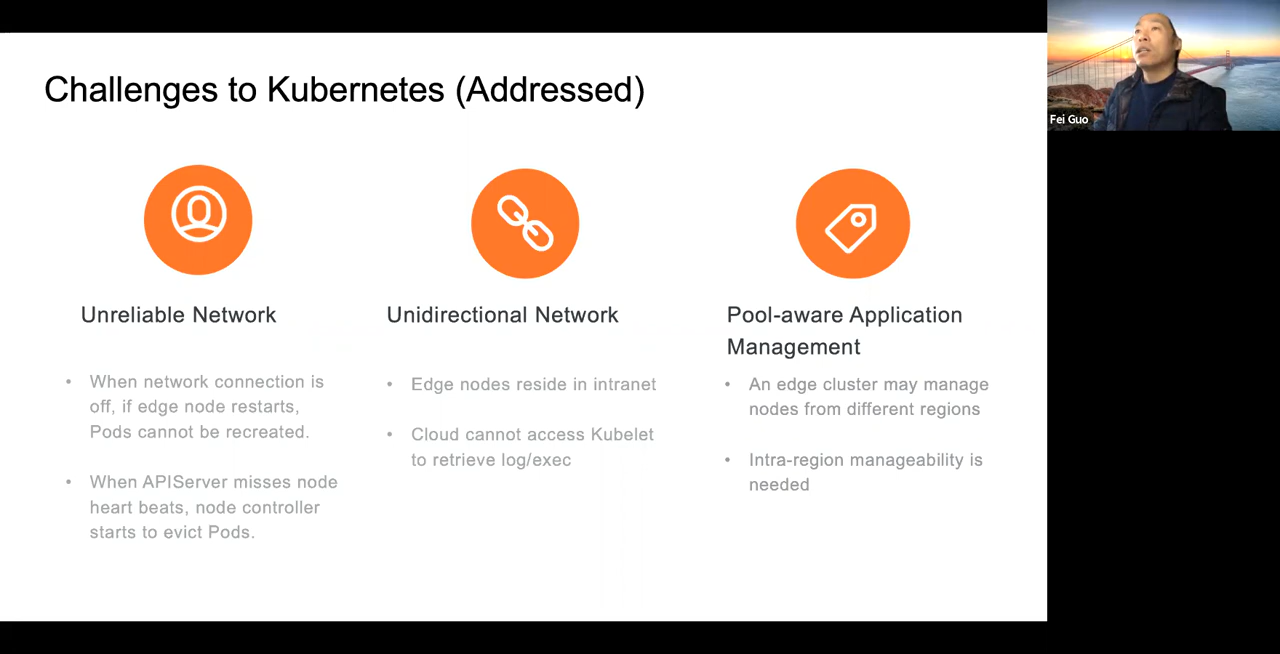 Challenges to Kubernetes (Addressed)
Fei Guo
Unreliable Network
• When network connection is
off, if edge node restarts,
Pods cannot be recreated.
• When APIServer misses node
heart beats, node controller
starts to evict Pods.
Unidirectional Network
• Edge nodes reside in intranet
• Cloud cannot access Kubelet
to retrieve log/exec
Pool-aware Application
Management
• An edge cluster may manage
nodes from different regions
• Intra-region manageability is
needed